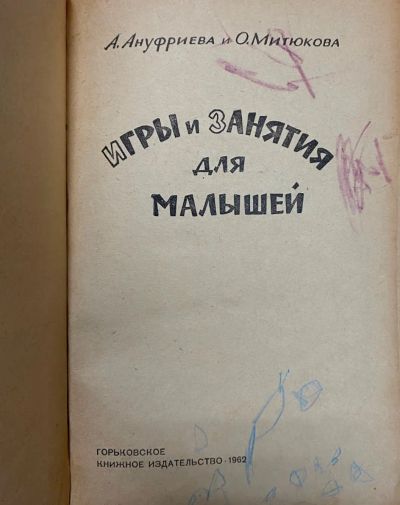 А. Ануфриева и О. Митюкова
Игры и Занятия
для
малышей
ГОРЬКОВСКОЕ
КНИЖНОЕ ИЗДАТЕЛЬСТВО · 1962